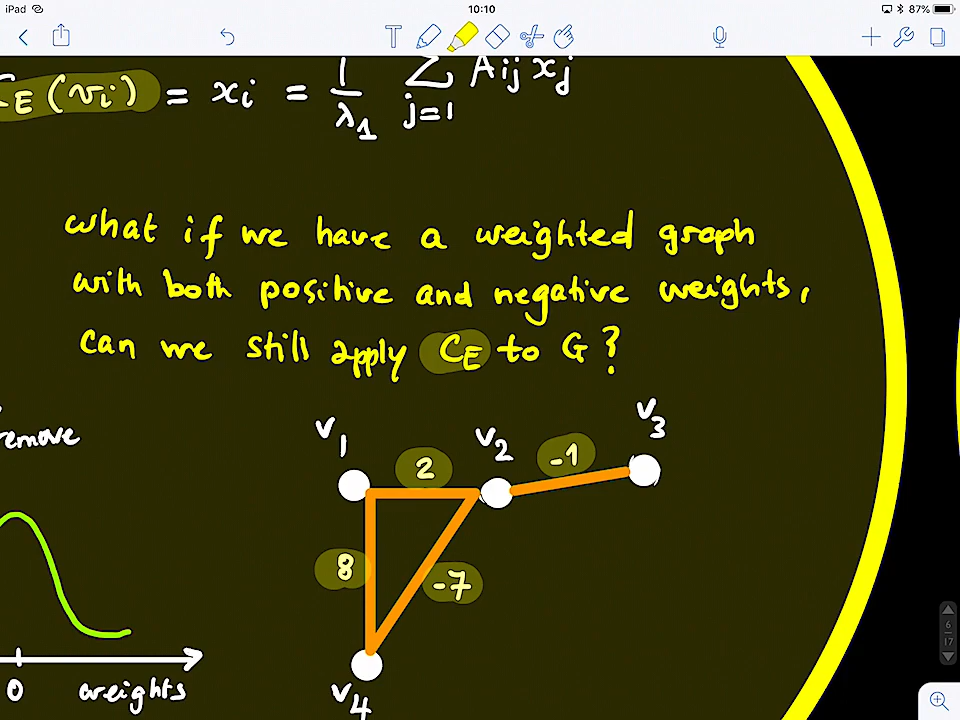 iPad 10:10 87%
E (vi) = xi = 1/λ1 ∑ j=1 Aij xj
what if we have a weighted graph
with both positive and negative weights,
can we still apply CE to G?
remove
v1 v2 v3
2 -1
8 -7
v4
0 weights
6
17